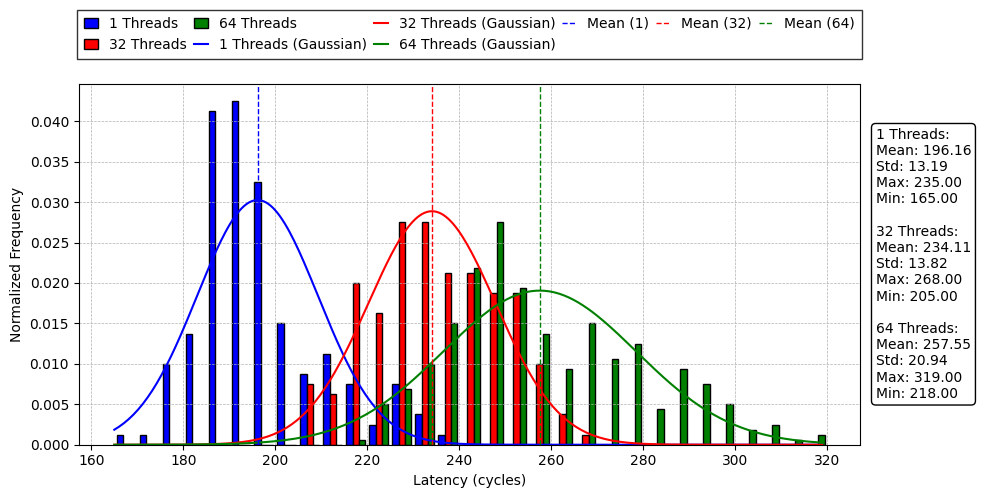 1 Threads 64 Threads 32 Threads (Gaussian) Mean (1) Mean (32) Mean (64)
32 Threads 1 Threads (Gaussian) 64 Threads (Gaussian)
0.040
0.035
0.030
0.025
0.020
0.015
0.010
0.005
0.000
Normalized Frequency
160 180 200 220 240 260 280 300 320
Latency (cycles)
1 Threads:
Mean: 196.16
Std: 13.19
Max: 235.00
Min: 165.00
32 Threads:
Mean: 234.11
Std: 13.82
Max: 268.00
Min: 205.00
64 Threads:
Mean: 257.55
Std: 20.94
Max: 319.00
Min: 218.00